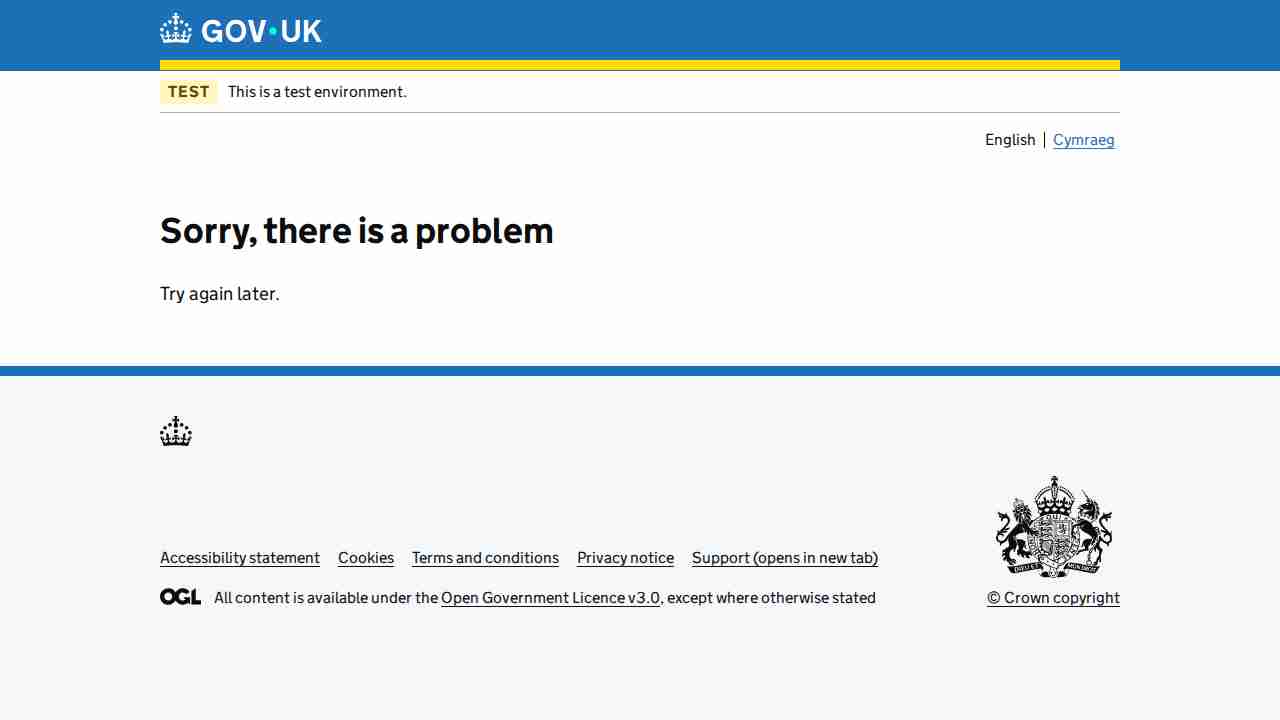 GOV·UK
TEST This is a test environment.
English | Cymraeg
Sorry, there is a problem
Try again later.
Accessibility statement Cookies Terms and conditions Privacy notice Support (opens in new tab)
OGL All content is available under the Open Government Licence v3.0, except where otherwise stated
© Crown copyright